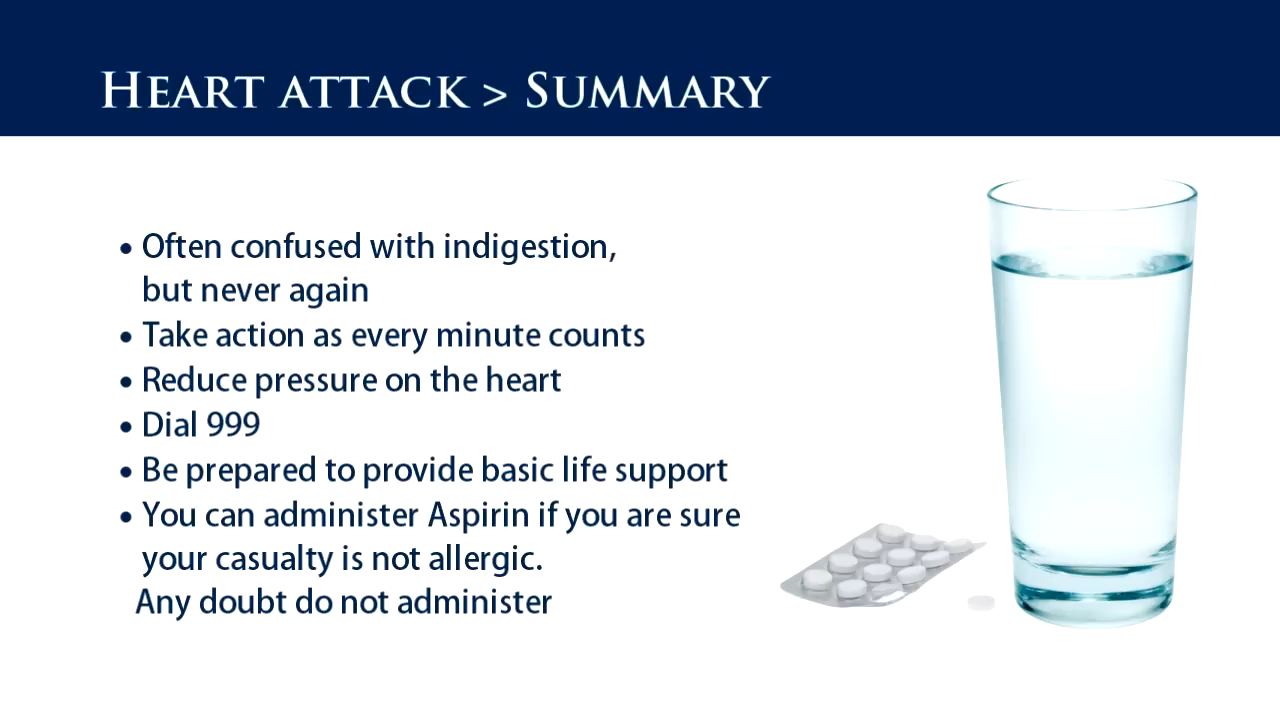 Heart attack > Summary
• Often confused with indigestion,
but never again
• Take action as every minute counts
• Reduce pressure on the heart
• Dial 999
• Be prepared to provide basic life support
• You can administer Aspirin if you are sure
your casualty is not allergic.
Any doubt do not administer